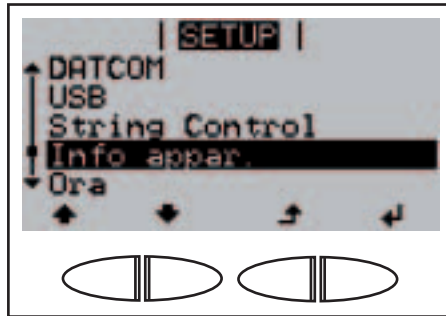 SETUP
DATCOM
USB
String Control
Info appar.
Ora